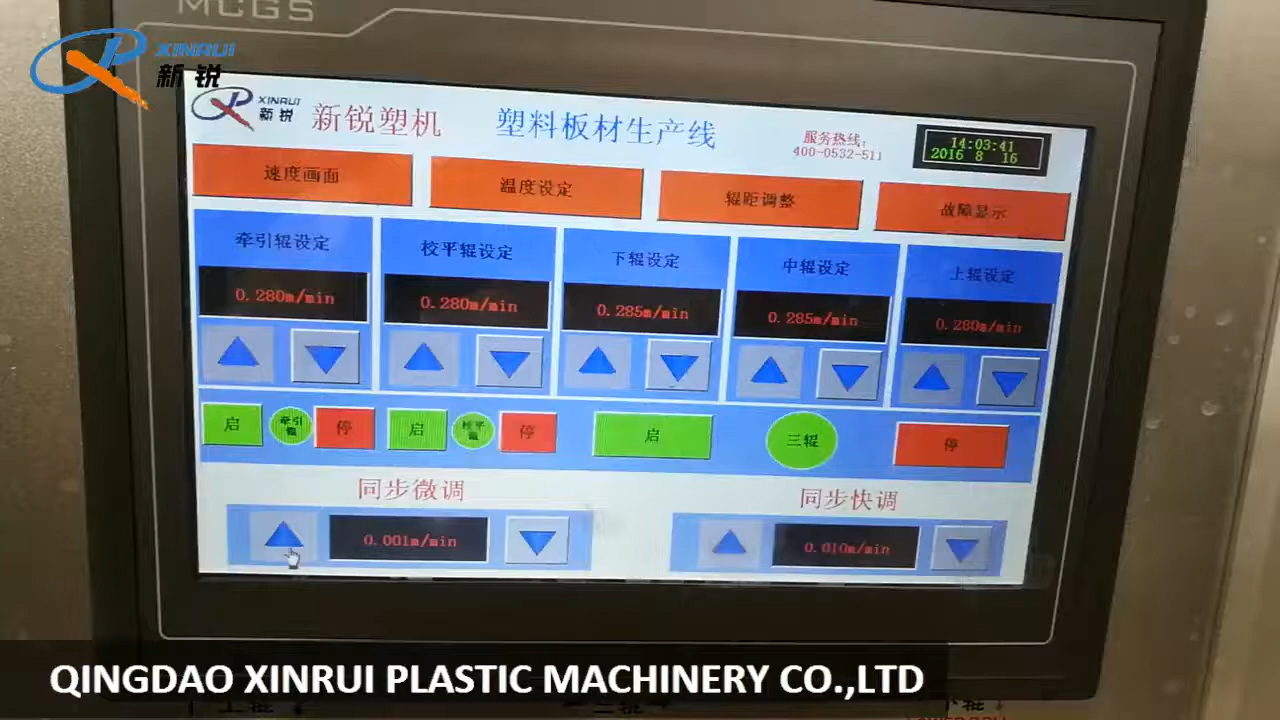 MCGS
XINRUI
新锐
XINRUI
新锐
新锐塑机
塑料板材生产线
服务热线:
400-0532-511
14:03:41
2016 8 16
速度画面
温度设定
辊距调整
故障显示
牵引辊设定
校平辊设定
下辊设定
中辊设定
上辊设定
0.280m/min
0.280m/min
0.285m/min
0.285m/min
0.280m/min
启
牵引辊
停
启
校平辊
停
启
三辊
停
同步微调
同步快调
0.001m/min
0.010m/min
QINGDAO XINRUI PLASTIC MACHINERY CO.,LTD